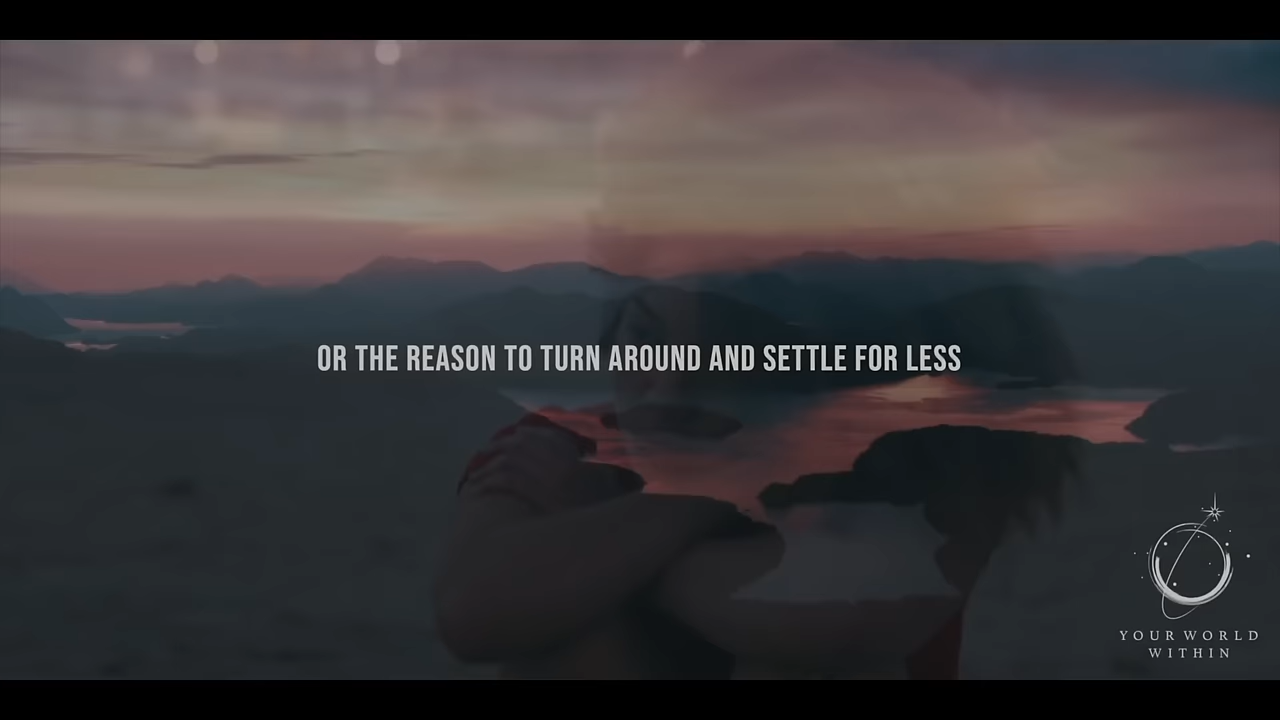 OR THE REASON TO TURN AROUND AND SETTLE FOR LESS
YOUR WORLD
WITHIN